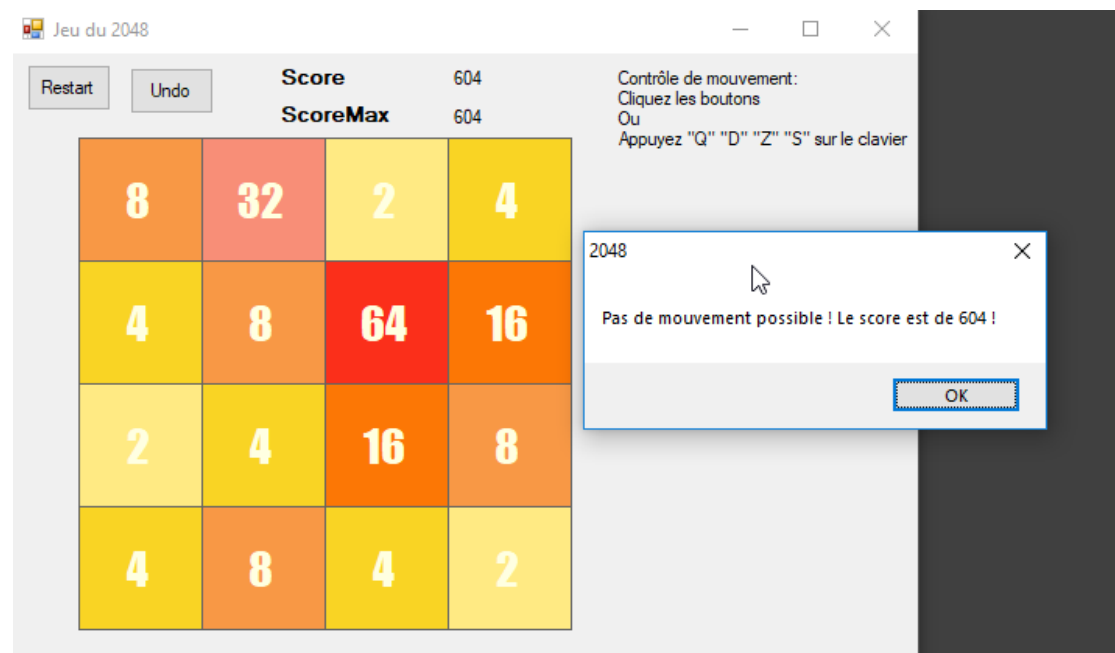 Jeu du 2048
Restart
Undo
Score 604
ScoreMax 604
Contrôle de mouvement:
Cliquez les boutons
Ou
Appuyez "Q" "D" "Z" "S" sur le clavier
8 32 2 4
4 8 64 16
2 4 16 8
4 8 4 2
2048
Pas de mouvement possible ! Le score est de 604 !
OK